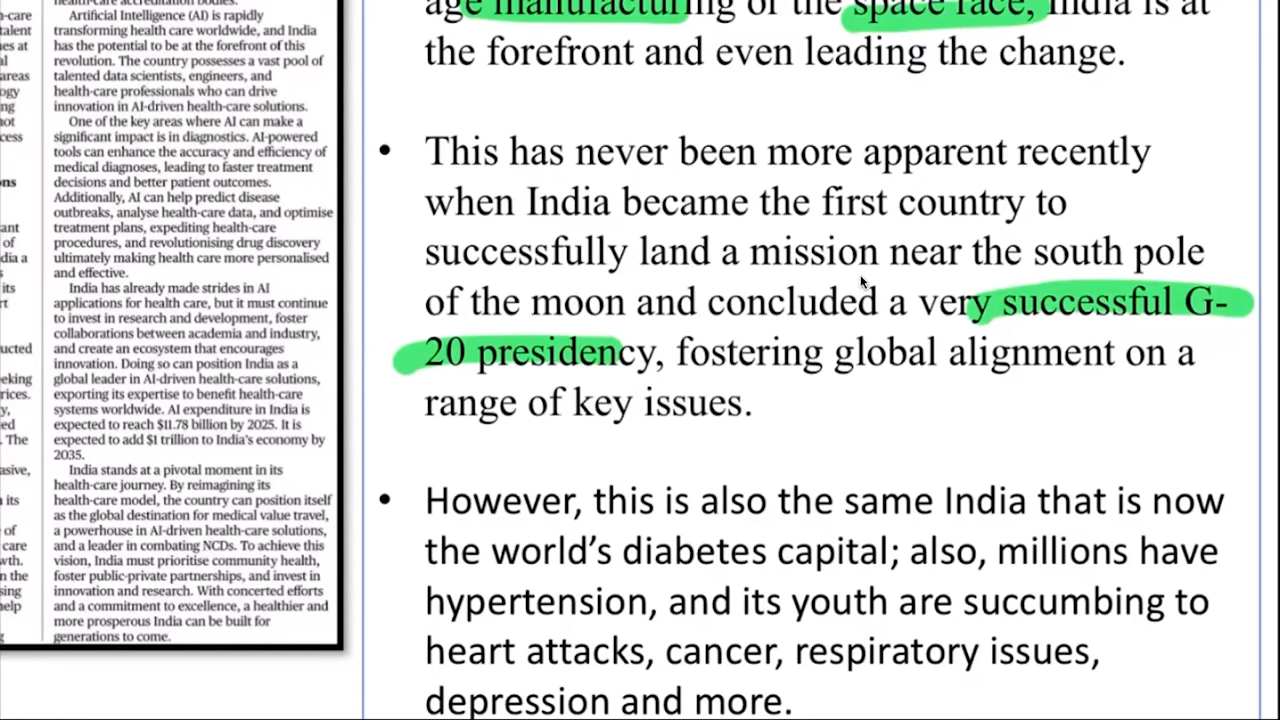 health-care accreditation bodies.
Artificial Intelligence (AI) is rapidly
transforming health care worldwide, and India
has the potential to be at the forefront of this
revolution. The country possesses a vast pool of
talented data scientists, engineers, and
health-care professionals who can drive
innovation in AI-driven health-care solutions.
One of the key areas where AI can make a
significant impact is in diagnostics. AI-powered
tools can enhance the accuracy and efficiency of
medical diagnoses, leading to faster treatment
decisions and better patient outcomes.
Additionally, AI can help predict disease
outbreaks, analyse health-care data, and optimise
treatment plans, expediting health-care
procedures, and revolutionising drug discovery
ultimately making health care more personalised
and effective.
India has already made strides in AI
applications for health care, but it must continue
to invest in research and development, foster
collaborations between academia and industry,
and create an ecosystem that encourages
innovation. Doing so can position India as a
global leader in AI-driven health-care solutions,
exporting its expertise to benefit health-care
systems worldwide. AI expenditure in India is
expected to reach $11.78 billion by 2025. It is
expected to add $1 trillion to India's economy by
2035.
India stands at a pivotal moment in its
health-care journey. By reimagining its
health-care model, the country can position itself
as the global destination for medical value travel,
a powerhouse in AI-driven health-care solutions,
and a leader in combating NCDs. To achieve this
vision, India must prioritise community health,
foster public-private partnerships, and invest in
innovation and research. With concerted efforts
and a commitment to excellence, a healthier and
more prosperous India can be built for
generations to come.
age manufacturing or the space race, India is at
the forefront and even leading the change.
• This has never been more apparent recently
when India became the first country to
successfully land a mission near the south pole
of the moon and concluded a very successful G-
20 presidency, fostering global alignment on a
range of key issues.
• However, this is also the same India that is now
the world's diabetes capital; also, millions have
hypertension, and its youth are succumbing to
heart attacks, cancer, respiratory issues,
depression and more.